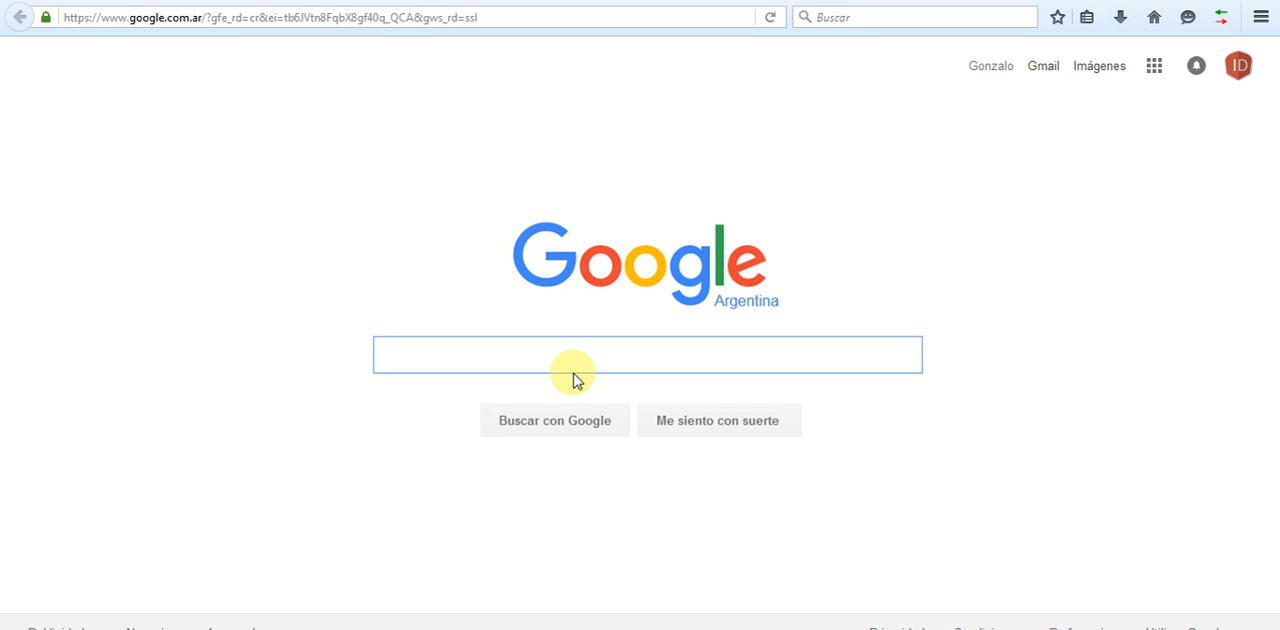 https://www.google.com.ar/?gfe_rd=cr&ei=tb6JVtn8FqbX8gf40q_QCA&gws_rd=ssl
Buscar
Gonzalo Gmail Imágenes ID
Google
Argentina
Buscar con Google Me siento con suerte